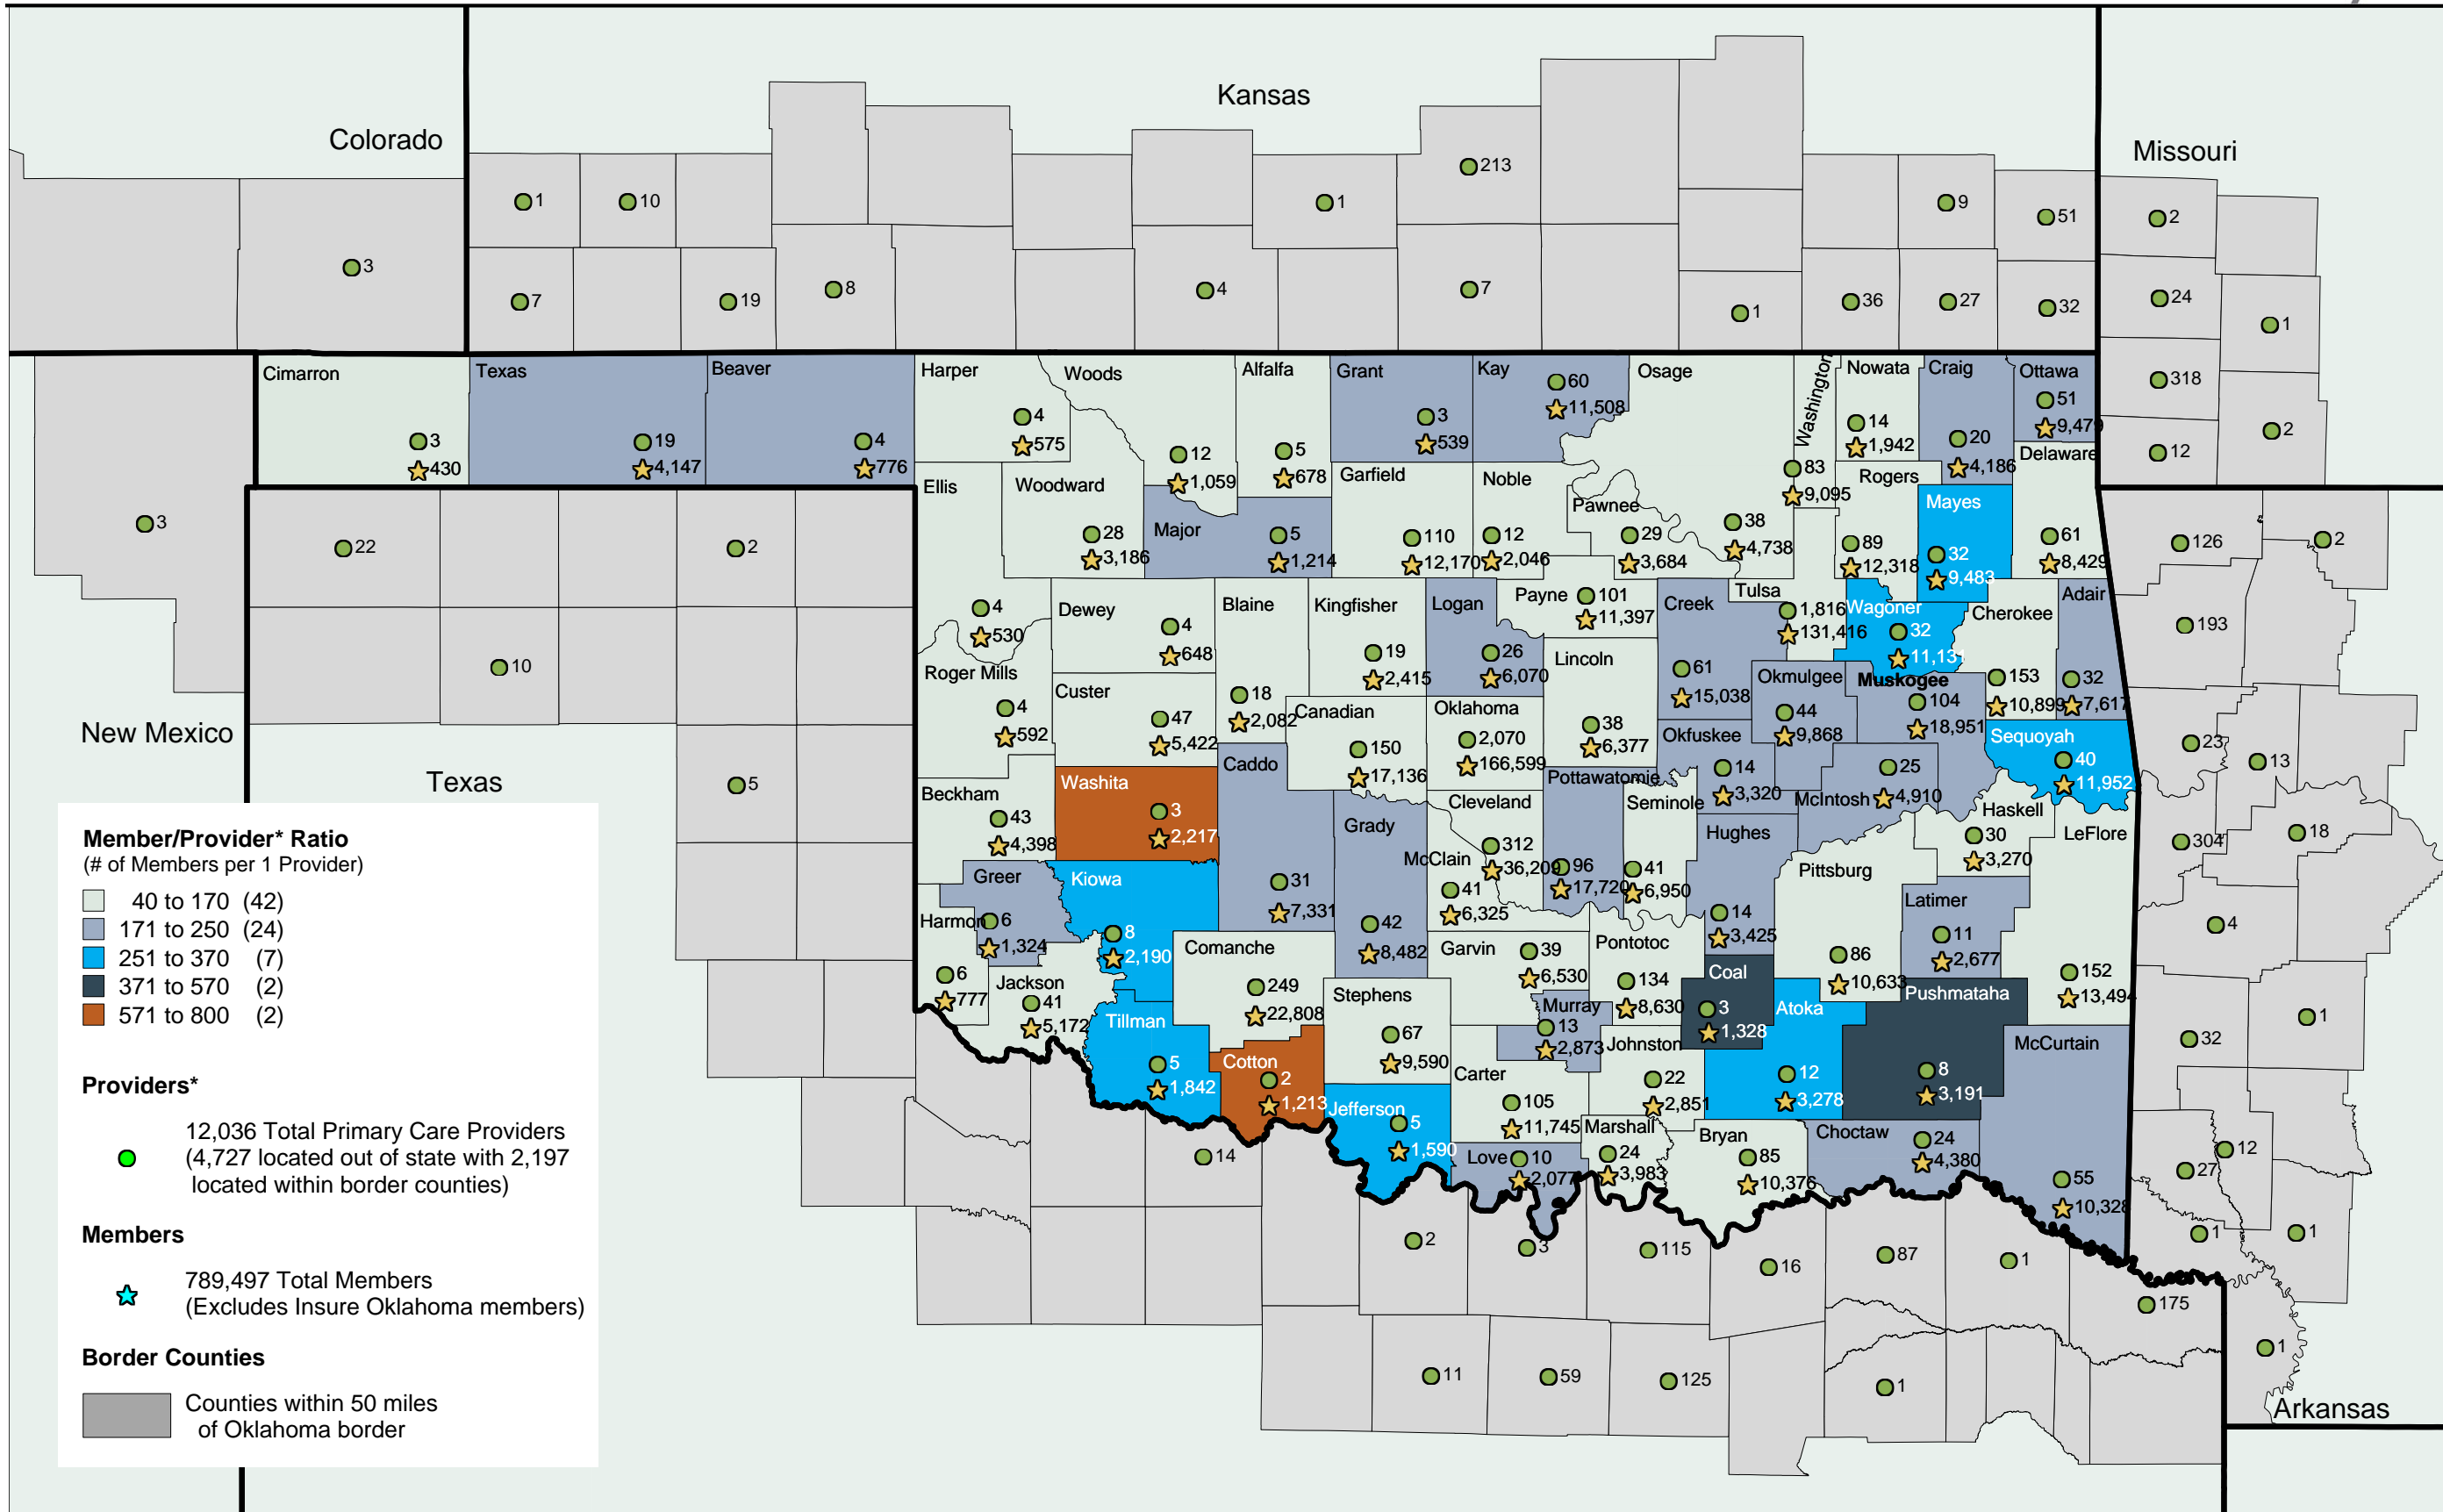 Kansas
Colorado
Missouri
213
1
10
1
9
51
2
3
8
4
7
24
7
19
1
36
27
32
1
318
2
12
Cimarron
3
430
Texas
19
4,147
Beaver
4
776
Harper
4
575
Woods
12
1,059
Alfalfa
5
678
Grant
3
539
Kay
60
11,508
Osage
38
4,738
Washington
83
9,095
Nowata
14
1,942
Craig
20
4,186
Ottawa
51
9,479
Delaware
61
8,429
Ellis
4
530
Woodward
28
3,186
Major
5
1,214
Garfield
110
12,170
Noble
12
2,046
Pawnee
29
3,684
Rogers
89
12,318
Mayes
32
9,483
3
22
2
126
2
Dewey
4
648
Blaine
18
2,082
Kingfisher
19
2,415
Logan
26
6,070
Payne
101
11,397
Creek
61
15,038
Tulsa
1,816
131,416
Wagoner
32
11,131
Cherokee
153
10,899
Adair
32
7,617
193
10
Roger Mills
4
592
Custer
47
5,422
Canadian
150
17,136
Oklahoma
2,070
166,599
Lincoln
38
6,377
Okmulgee
44
9,868
Muskogee
104
18,951
Sequoyah
40
11,952
New Mexico
Texas
5
23
13
Beckham
43
4,398
Washita
3
2,217
Caddo
31
7,331
Grady
42
8,482
Cleveland
312
36,209
McClain
41
6,325
Pottawatomie
96
17,720
Seminole
41
6,950
Okfuskee
14
3,320
McIntosh
25
4,910
Hughes
14
3,425
Haskell
30
3,270
LeFlore
152
13,494
304
18
Greer
6
1,324
Kiowa
8
2,190
Harmon
6
777
Jackson
41
5,172
Comanche
249
22,808
Garvin
39
6,530
Pontotoc
134
8,630
Pittsburg
86
10,633
Latimer
11
2,677
4
Tillman
5
1,842
Cotton
2
1,213
Stephens
67
9,590
Murray
13
2,873
Johnston
22
2,851
Coal
3
1,328
Atoka
12
3,278
Pushmataha
8
3,191
McCurtain
55
10,328
32
1
Jefferson
5
1,590
Carter
105
11,745
Love
10
2,077
Marshall
24
3,983
Bryan
85
10,376
Choctaw
24
4,380
14
12
27
2
3
115
16
87
1
1
1
175
11
59
125
1
1
Arkansas
Member/Provider* Ratio
(# of Members per 1 Provider)
40 to 170 (42)
171 to 250 (24)
251 to 370 (7)
371 to 570 (2)
571 to 800 (2)
Providers*
12,036 Total Primary Care Providers
(4,727 located out of state with 2,197
located within border counties)
Members
789,497 Total Members
(Excludes Insure Oklahoma members)
Border Counties
Counties within 50 miles
of Oklahoma border